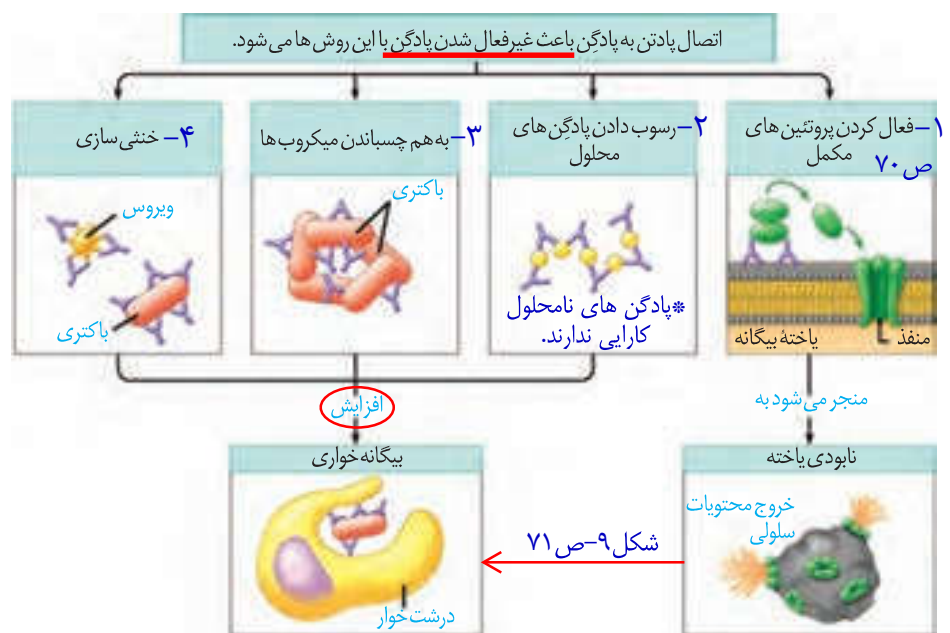 اتصال پادتن به پادگِن باعث غیرفعال شدن پادگِن با این روش ها می شود.
۱- فعال کردن پروتئین های
مکمل
ص ۷۰
منفذ
یاختهٔ بیگانه
۲- رسوب دادن پادگِن های
محلول
*پادگن های نامحلول
کارایی ندارند.
۳- به هم چسباندن میکروب ها
باکتری
۴- خنثی سازی
ویروس
باکتری
منجر می شود به
افزایش
نابودی یاخته
خروج محتویات
سلولی
شکل ۹-ص ۷۱
بیگانه خواری
درشت خوار